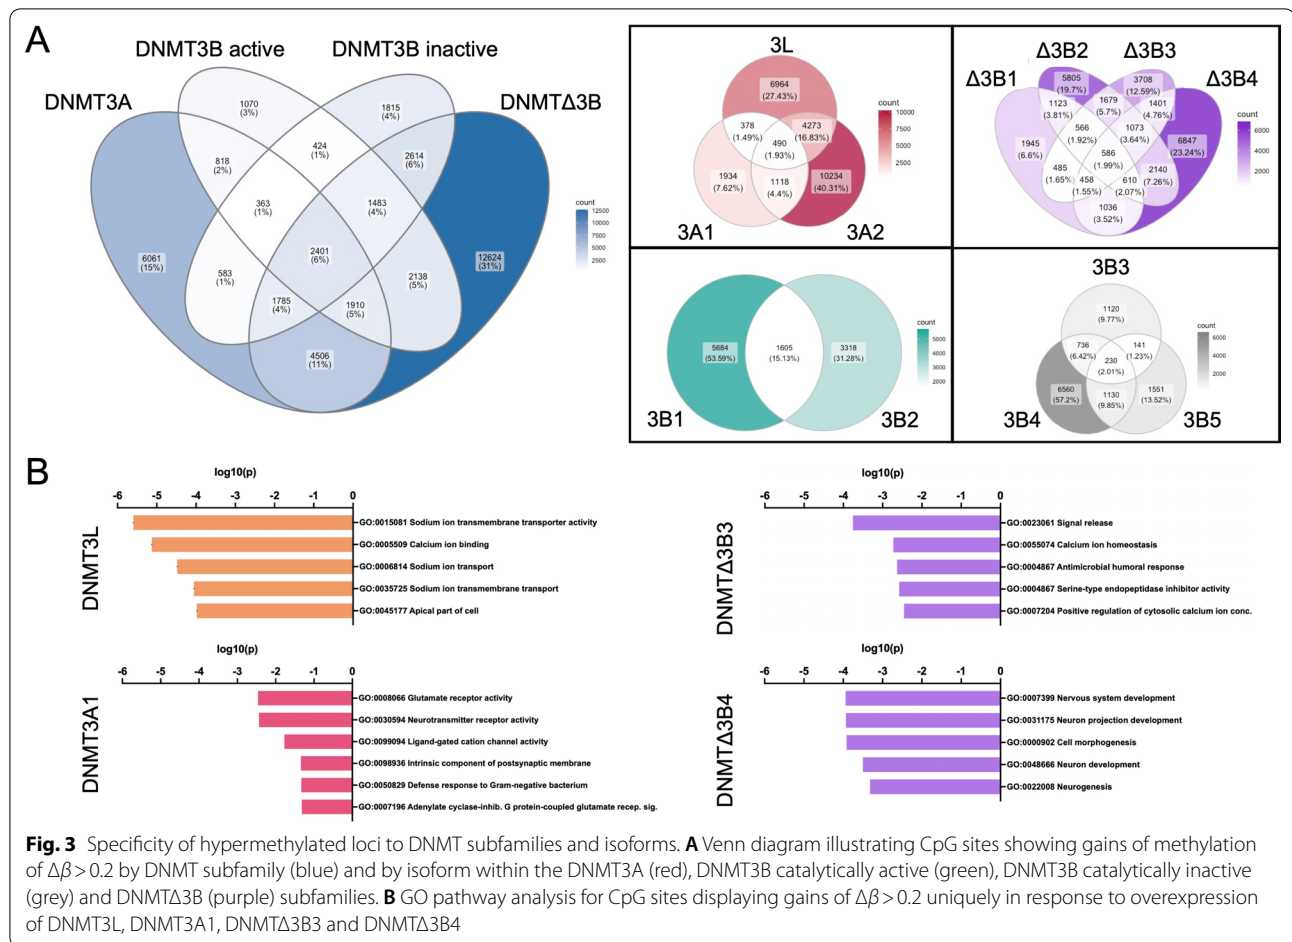 A
DNMT3A
DNMT3B active
DNMT3B inactive
DNMTΔ3B
1070
(3%)
1815
(4%)
818
(2%)
424
(1%)
2614
(6%)
363
(1%)
1483
(4%)
6061
(15%)
2401
(6%)
12624
(31%)
583
(1%)
2138
(5%)
1785
(4%)
1910
(5%)
4506
(11%)
count
12500
10000
7500
5000
2500
3L
6964
(27.43%)
378
(1.49%)
4273
(16.83%)
490
(1.93%)
1934
(7.62%)
1118
(4.4%)
10234
(40.31%)
3A1
3A2
count
10000
7500
5000
2500
Δ3B1
Δ3B2
Δ3B3
Δ3B4
5805
(19.7%)
3708
(12.59%)
1123
(3.81%)
1679
(5.7%)
1401
(4.76%)
566
(1.92%)
1073
(3.64%)
1945
(6.6%)
586
(1.99%)
6847
(23.24%)
485
(1.65%)
2140
(7.26%)
458
(1.55%)
610
(2.07%)
1036
(3.52%)
count
6000
4000
2000
5684
(53.59%)
1605
(15.13%)
3318
(31.28%)
3B1
3B2
count
5000
4000
3000
2000
3B3
1120
(9.77%)
736
(6.42%)
141
(1.23%)
230
(2.01%)
6560
(57.2%)
1130
(9.85%)
1551
(13.52%)
3B4
3B5
count
6000
4000
2000
B
log10(p)
-6 -5 -4 -3 -2 -1 0
DNMT3L
GO:0015081 Sodium ion transmembrane transporter activity
GO:0005509 Calcium ion binding
GO:0006814 Sodium ion transport
GO:0035725 Sodium ion transmembrane transport
GO:0045177 Apical part of cell
log10(p)
-6 -5 -4 -3 -2 -1 0
DNMTΔ3B3
GO:0023061 Signal release
GO:0055074 Calcium ion homeostasis
GO:0004867 Antimicrobial humoral response
GO:0004867 Serine-type endopeptidase inhibitor activity
GO:0007204 Positive regulation of cytosolic calcium ion conc.
log10(p)
-6 -5 -4 -3 -2 -1 0
DNMT3A1
GO:0008066 Glutamate receptor activity
GO:0030594 Neurotransmitter receptor activity
GO:0099094 Ligand-gated cation channel activity
GO:0098936 Intrinsic component of postsynaptic membrane
GO:0050829 Defense response to Gram-negative bacterium
GO:0007196 Adenylate cyclase-inhib. G protein-coupled glutamate recep. sig.
log10(p)
-6 -5 -4 -3 -2 -1 0
DNMTΔ3B4
GO:0007399 Nervous system development
GO:0031175 Neuron projection development
GO:0000902 Cell morphogenesis
GO:0048666 Neuron development
GO:0022008 Neurogenesis
Fig. 3 Specificity of hypermethylated loci to DNMT subfamilies and isoforms. A Venn diagram illustrating CpG sites showing gains of methylation
of Δβ > 0.2 by DNMT subfamily (blue) and by isoform within the DNMT3A (red), DNMT3B catalytically active (green), DNMT3B catalytically inactive
(grey) and DNMTΔ3B (purple) subfamilies. B GO pathway analysis for CpG sites displaying gains of Δβ > 0.2 uniquely in response to overexpression
of DNMT3L, DNMT3A1, DNMTΔ3B3 and DNMTΔ3B4